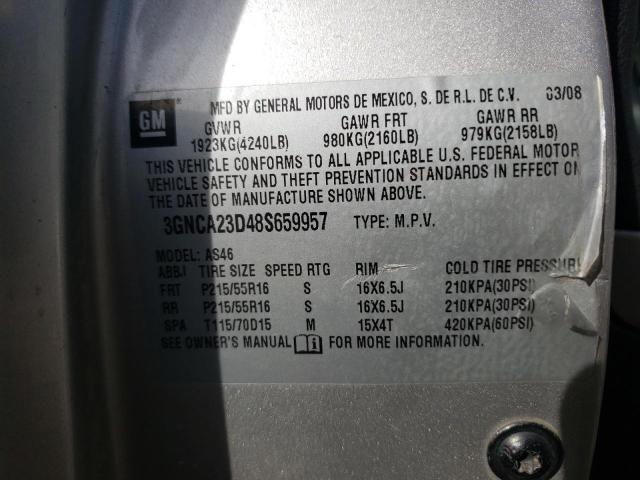 GM
MFD BY GENERAL MOTORS DE MEXICO, S. DE R.L. DE C.V. 03/08
GVWR GAWR FRT GAWR RR
1923KG(4240LB) 980KG(2160LB) 979KG(2158LB)
THIS VEHICLE CONFORMS TO ALL APPLICABLE U.S. FEDERAL MOTOR
VEHICLE SAFETY AND THEFT PREVENTION STANDARDS IN EFFECT ON
DATE OF MANUFACTURE SHOWN ABOVE.
3GNCA23D48S659957 TYPE: M.P.V.
MODEL: AS46
TIRE SIZE SPEED RTG RIM COLD TIRE PRESSURE
FRT P215/55R16 S 16X6.5J 210KPA(30PSI)
RR P215/55R16 S 16X6.5J 210KPA(30PSI)
SPA T115/70D15 M 15X4T 420KPA(60PSI)
SEE OWNER'S MANUAL FOR MORE INFORMATION.